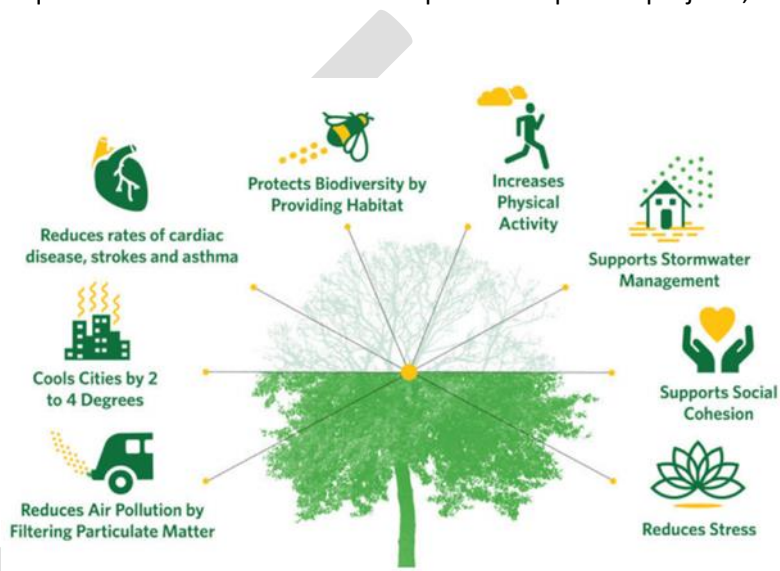 Protects Biodiversity by
Providing Habitat
Increases
Physical
Activity
Reduces rates of cardiac
disease, strokes and asthma
Supports Stormwater
Management
Cools Cities by 2
to 4 Degrees
Supports Social
Cohesion
Reduces Air Pollution by
Filtering Particulate Matter
Reduces Stress